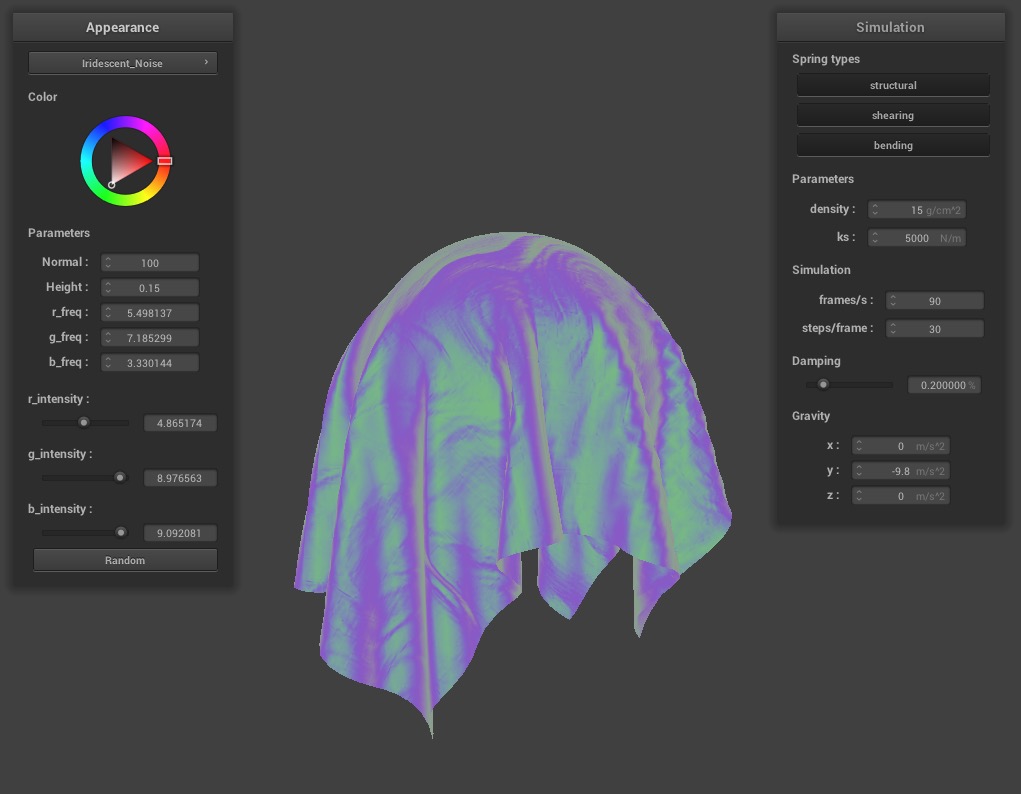 Appearance
Iridescent_Noise
Color
Parameters
Normal : 100
Height : 0.15
r_freq : 5.498137
g_freq : 7.185299
b_freq : 3.330144
r_intensity :
4.865174
g_intensity :
8.976563
b_intensity :
9.092081
Random
Simulation
Spring types
structural
shearing
bending
Parameters
density : 15 g/cm^2
ks : 5000 N/m
Simulation
frames/s : 90
steps/frame : 30
Damping
0.200000 %
Gravity
x : 0 m/s^2
y : -9.8 m/s^2
z : 0 m/s^2